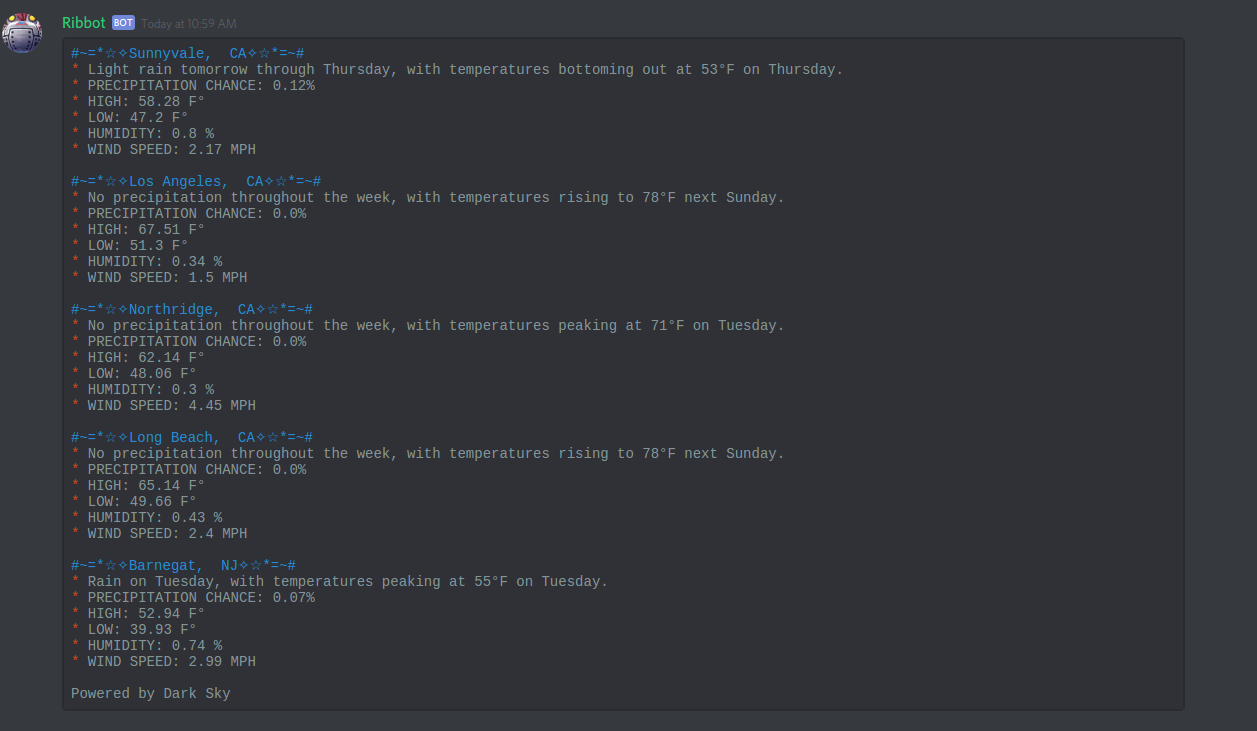 Ribbot BOT Today at 10:59 AM
#~=*☆✧Sunnyvale,  CA✧☆*=~#
* Light rain tomorrow through Thursday, with temperatures bottoming out at 53°F on Thursday.
* PRECIPITATION CHANCE: 0.12%
* HIGH: 58.28 F°
* LOW: 47.2 F°
* HUMIDITY: 0.8 %
* WIND SPEED: 2.17 MPH
#~=*☆✧Los Angeles,  CA✧☆*=~#
* No precipitation throughout the week, with temperatures rising to 78°F next Sunday.
* PRECIPITATION CHANCE: 0.0%
* HIGH: 67.51 F°
* LOW: 51.3 F°
* HUMIDITY: 0.34 %
* WIND SPEED: 1.5 MPH
#~=*☆✧Northridge,  CA✧☆*=~#
* No precipitation throughout the week, with temperatures peaking at 71°F on Tuesday.
* PRECIPITATION CHANCE: 0.0%
* HIGH: 62.14 F°
* LOW: 48.06 F°
* HUMIDITY: 0.3 %
* WIND SPEED: 4.45 MPH
#~=*☆✧Long Beach,  CA✧☆*=~#
* No precipitation throughout the week, with temperatures rising to 78°F next Sunday.
* PRECIPITATION CHANCE: 0.0%
* HIGH: 65.14 F°
* LOW: 49.66 F°
* HUMIDITY: 0.43 %
* WIND SPEED: 2.4 MPH
#~=*☆✧Barnegat,  NJ✧☆*=~#
* Rain on Tuesday, with temperatures peaking at 55°F on Tuesday.
* PRECIPITATION CHANCE: 0.07%
* HIGH: 52.94 F°
* LOW: 39.93 F°
* HUMIDITY: 0.74 %
* WIND SPEED: 2.99 MPH
Powered by Dark Sky